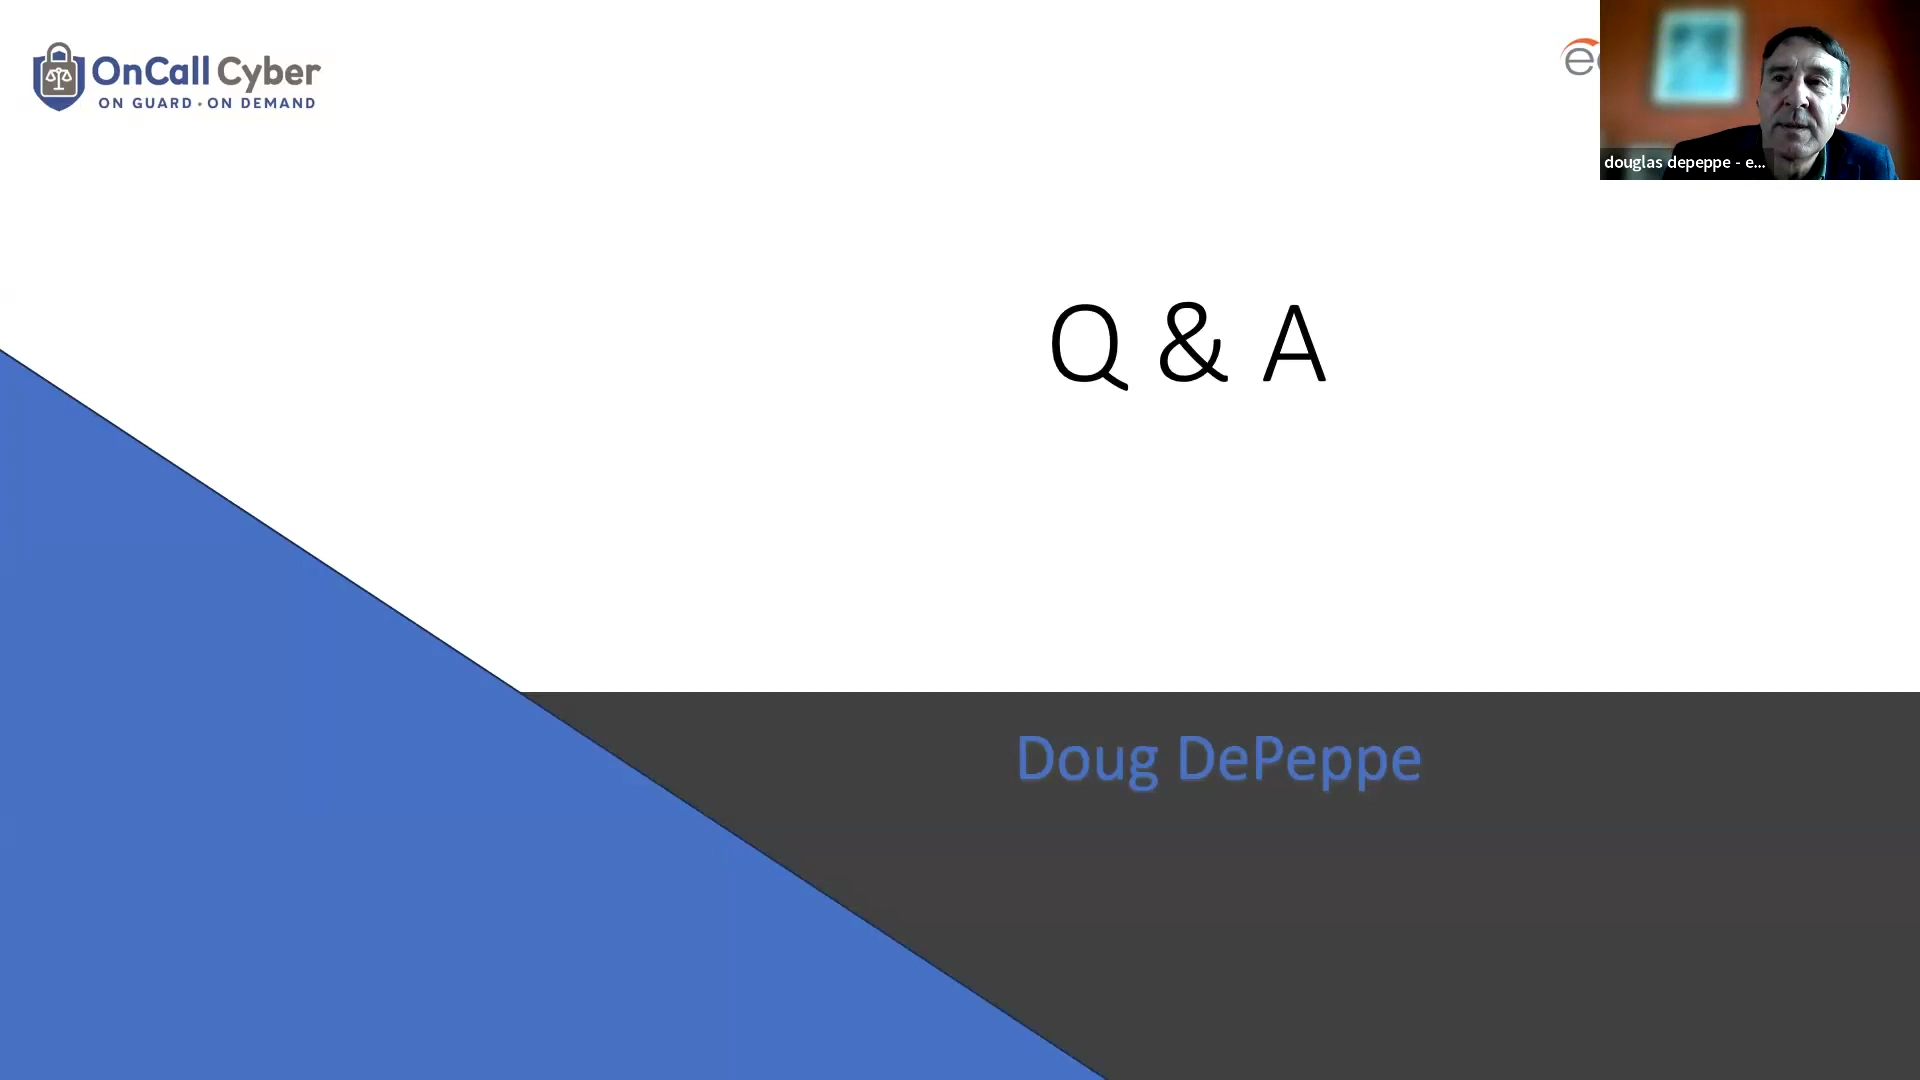 OnCall Cyber
ON GUARD • ON DEMAND
douglas depeppe - e...
Q & A
Doug DePeppe